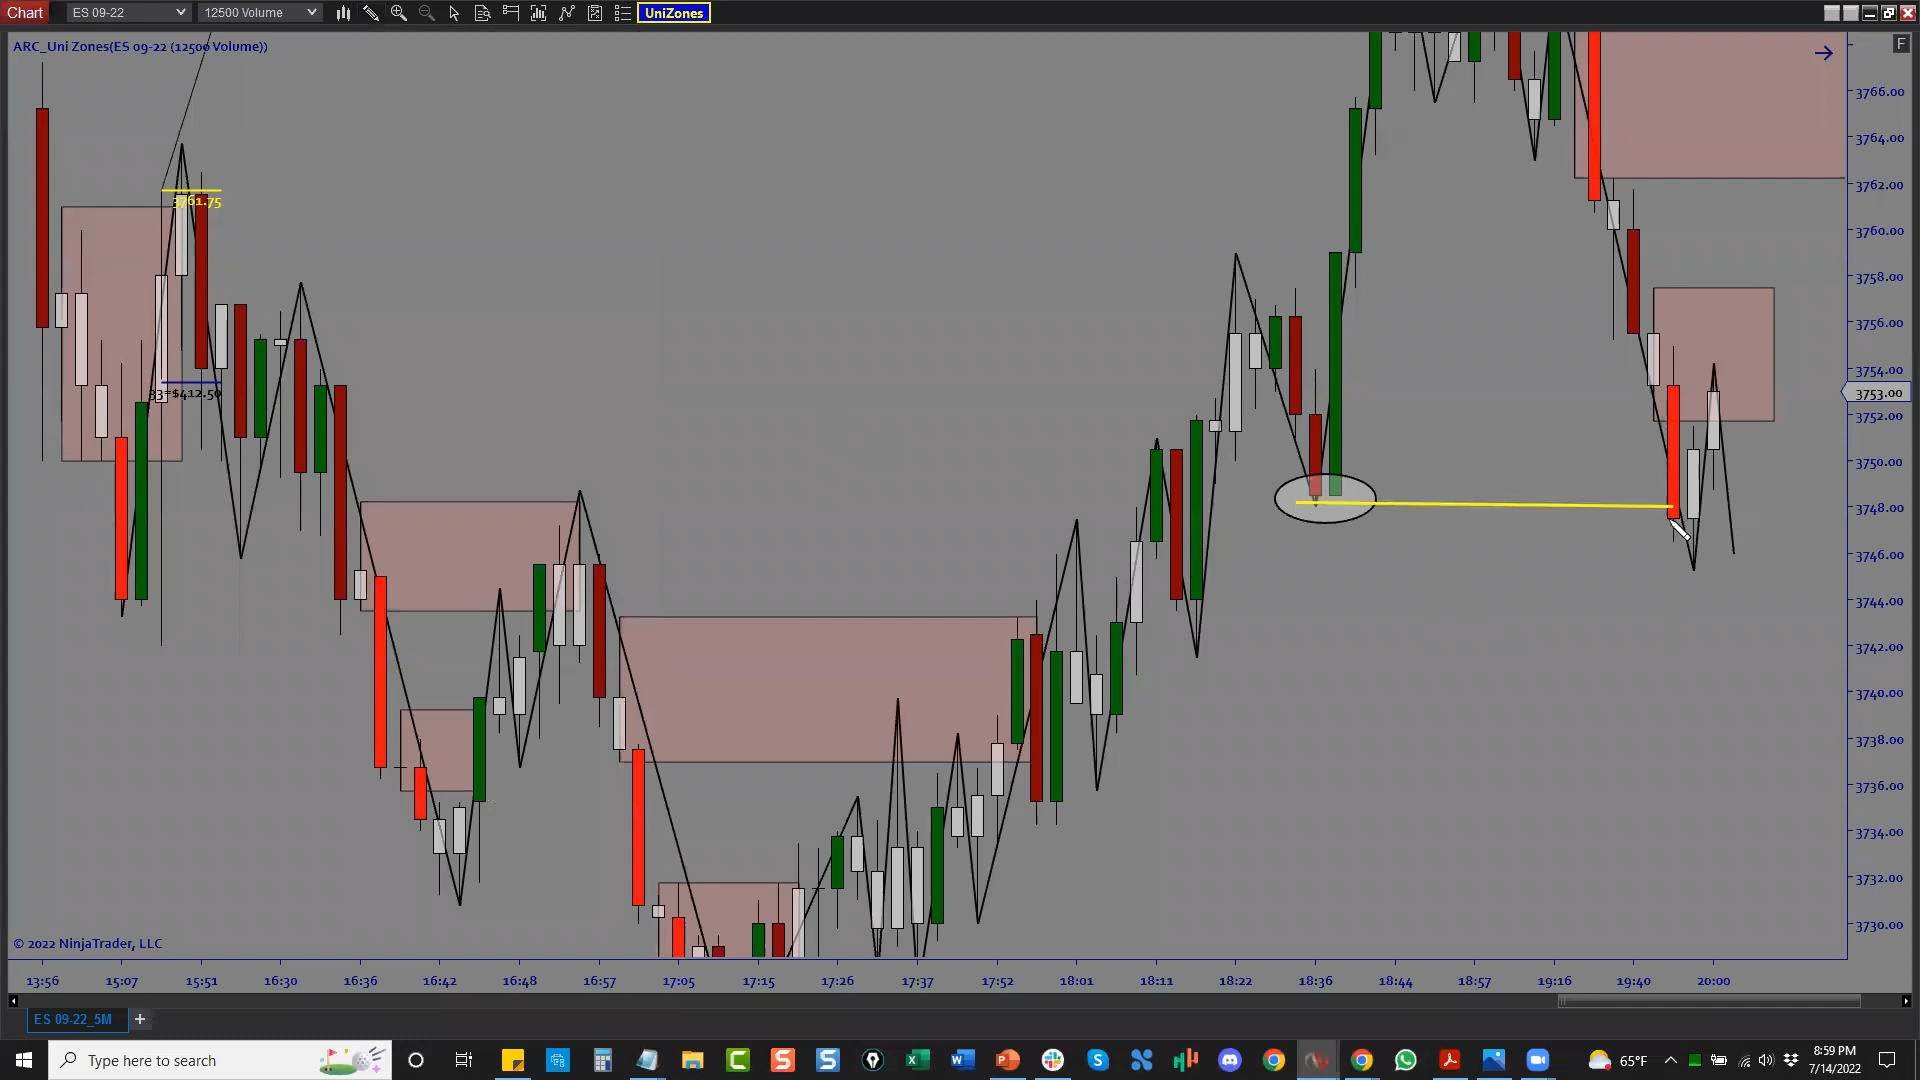 Chart ES 09-22 12500 Volume UniZones
ARC_Uni Zones(ES 09-22 (12500 Volume))
F
3766.00
3764.00
3762.00
3760.00
3758.00
3756.00
3754.00
3753.00
3752.00
3750.00
3748.00
3746.00
3744.00
3742.00
3740.00
3738.00
3736.00
3734.00
3732.00
3730.00
3761.75
33=$412.50
© 2022 NinjaTrader, LLC
13:56 15:07 15:51 16:30 16:36 16:42 16:48 16:57 17:05 17:15 17:26 17:37 17:52 18:01 18:11 18:22 18:36 18:44 18:57 19:16 19:40 20:00
ES 09-22_5M +
Type here to search
65°F
8:59 PM
7/14/2022